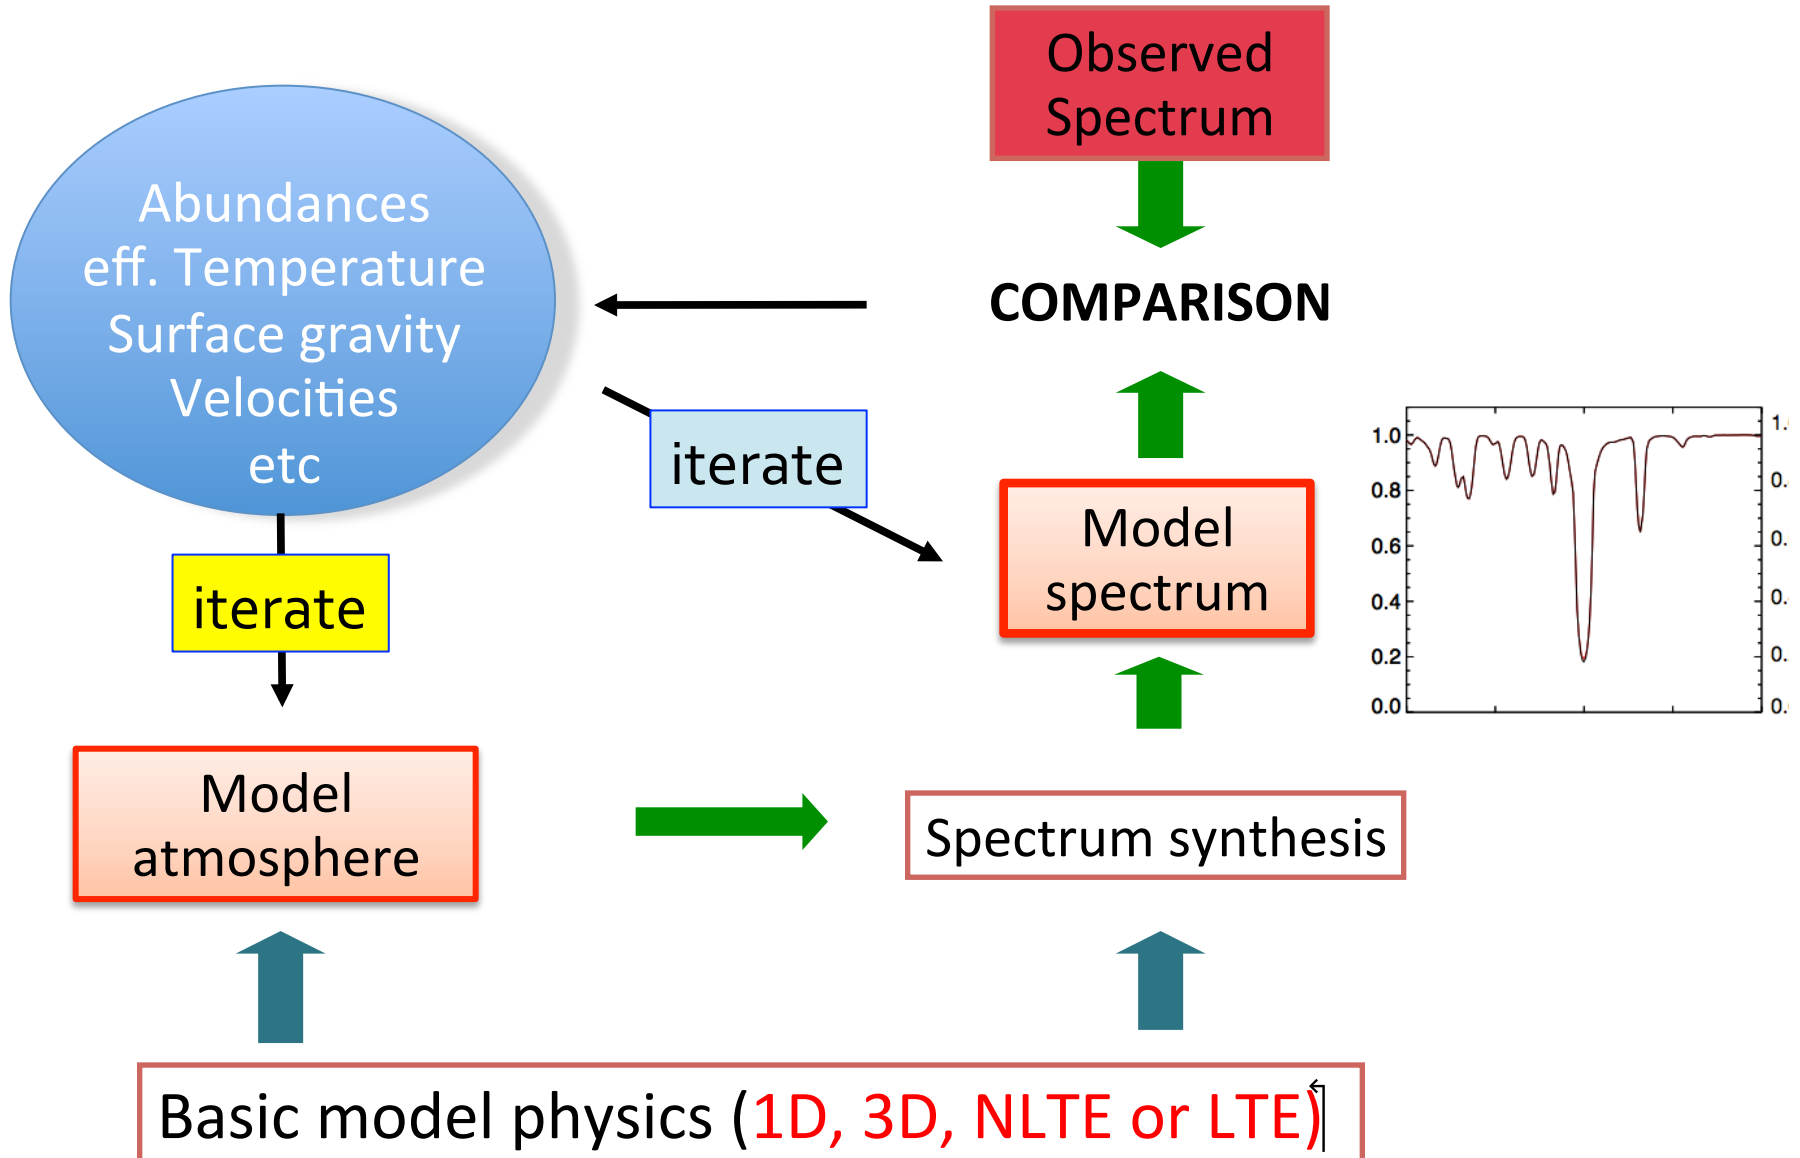 Observed
Spectrum
Abundances
eff. Temperature
Surface gravity
Velocities
etc
COMPARISON
iterate
iterate
Model
spectrum
1.0
0.8
0.6
0.4
0.2
0.0
Model
atmosphere
Spectrum synthesis
Basic model physics (1D, 3D, NLTE or LTE)